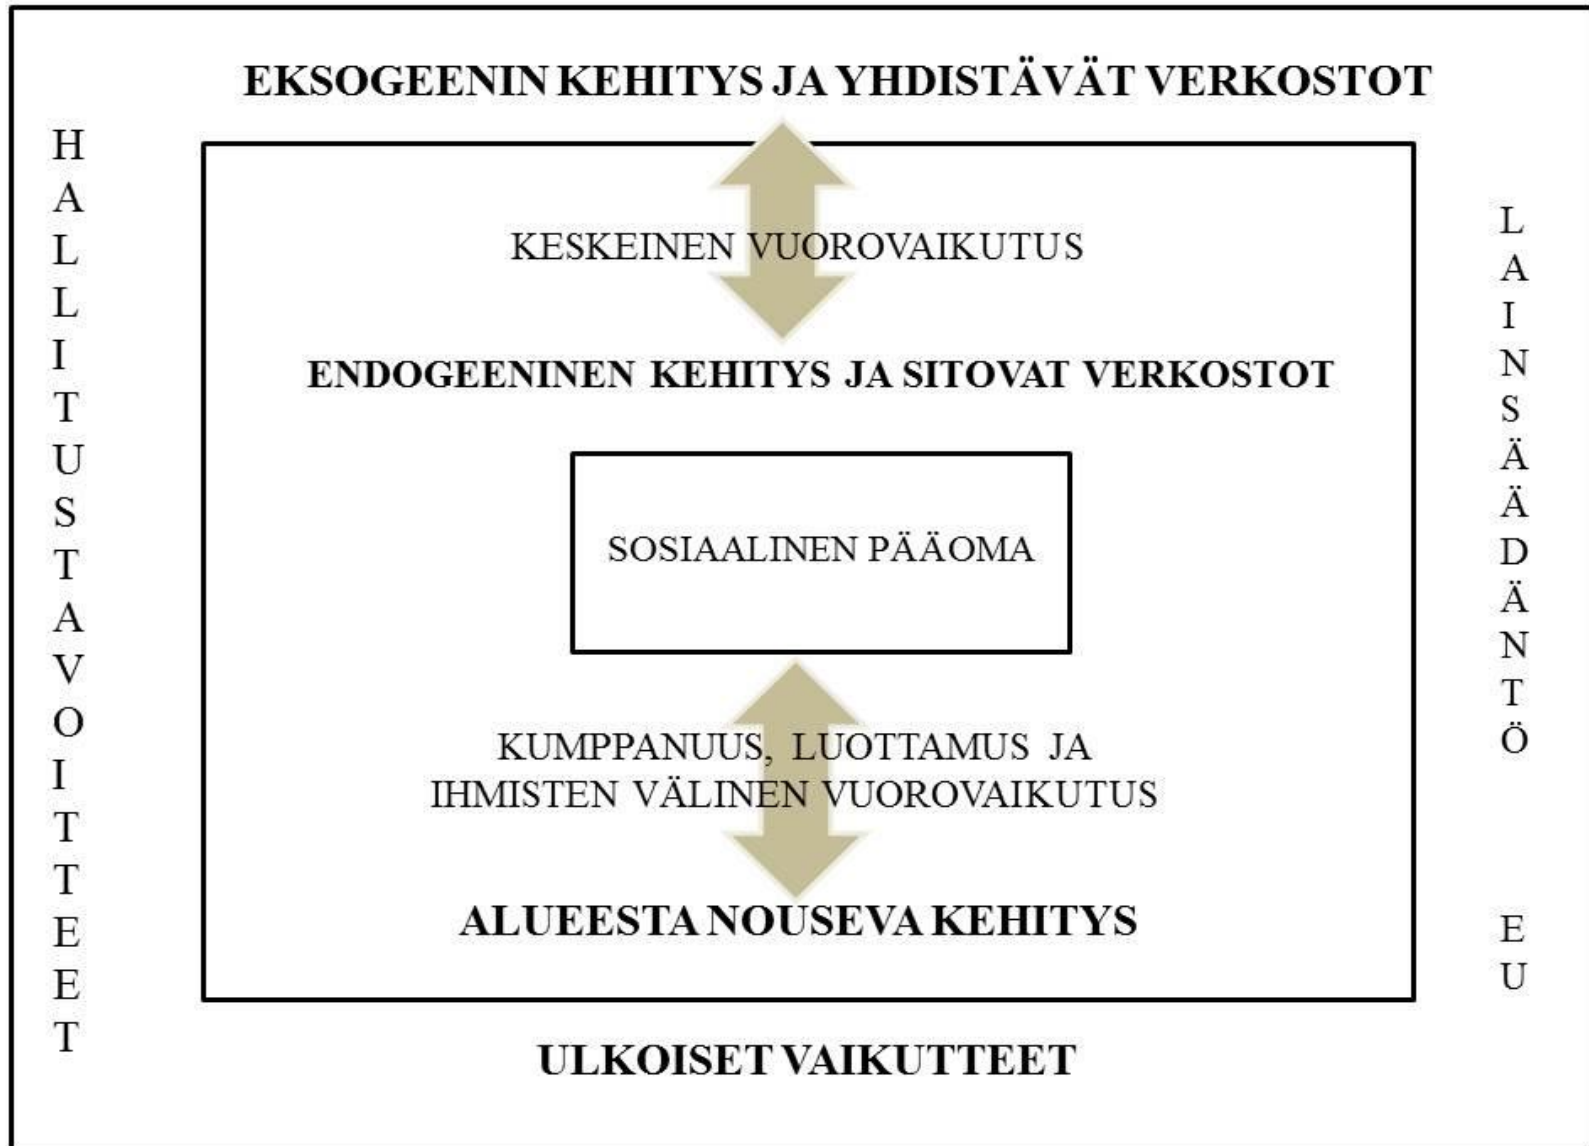 EKSOGEENIN KEHITYS JA YHDISTÄVÄT VERKOSTOT
HALLITUSTAVOITTEET
KESKEINEN VUOROVAIKUTUS
ENDOGEENINEN KEHITYS JA SITOVAT VERKOSTOT
SOSIAALINEN PÄÄOMA
KUMPPANUUS, LUOTTAMUS JA
IHMISTEN VÄLINEN VUOROVAIKUTUS
ALUEESTA NOUSEVA KEHITYS
LAINSÄÄDÄNTÖ
EU
ULKOISET VAIKUTTEET